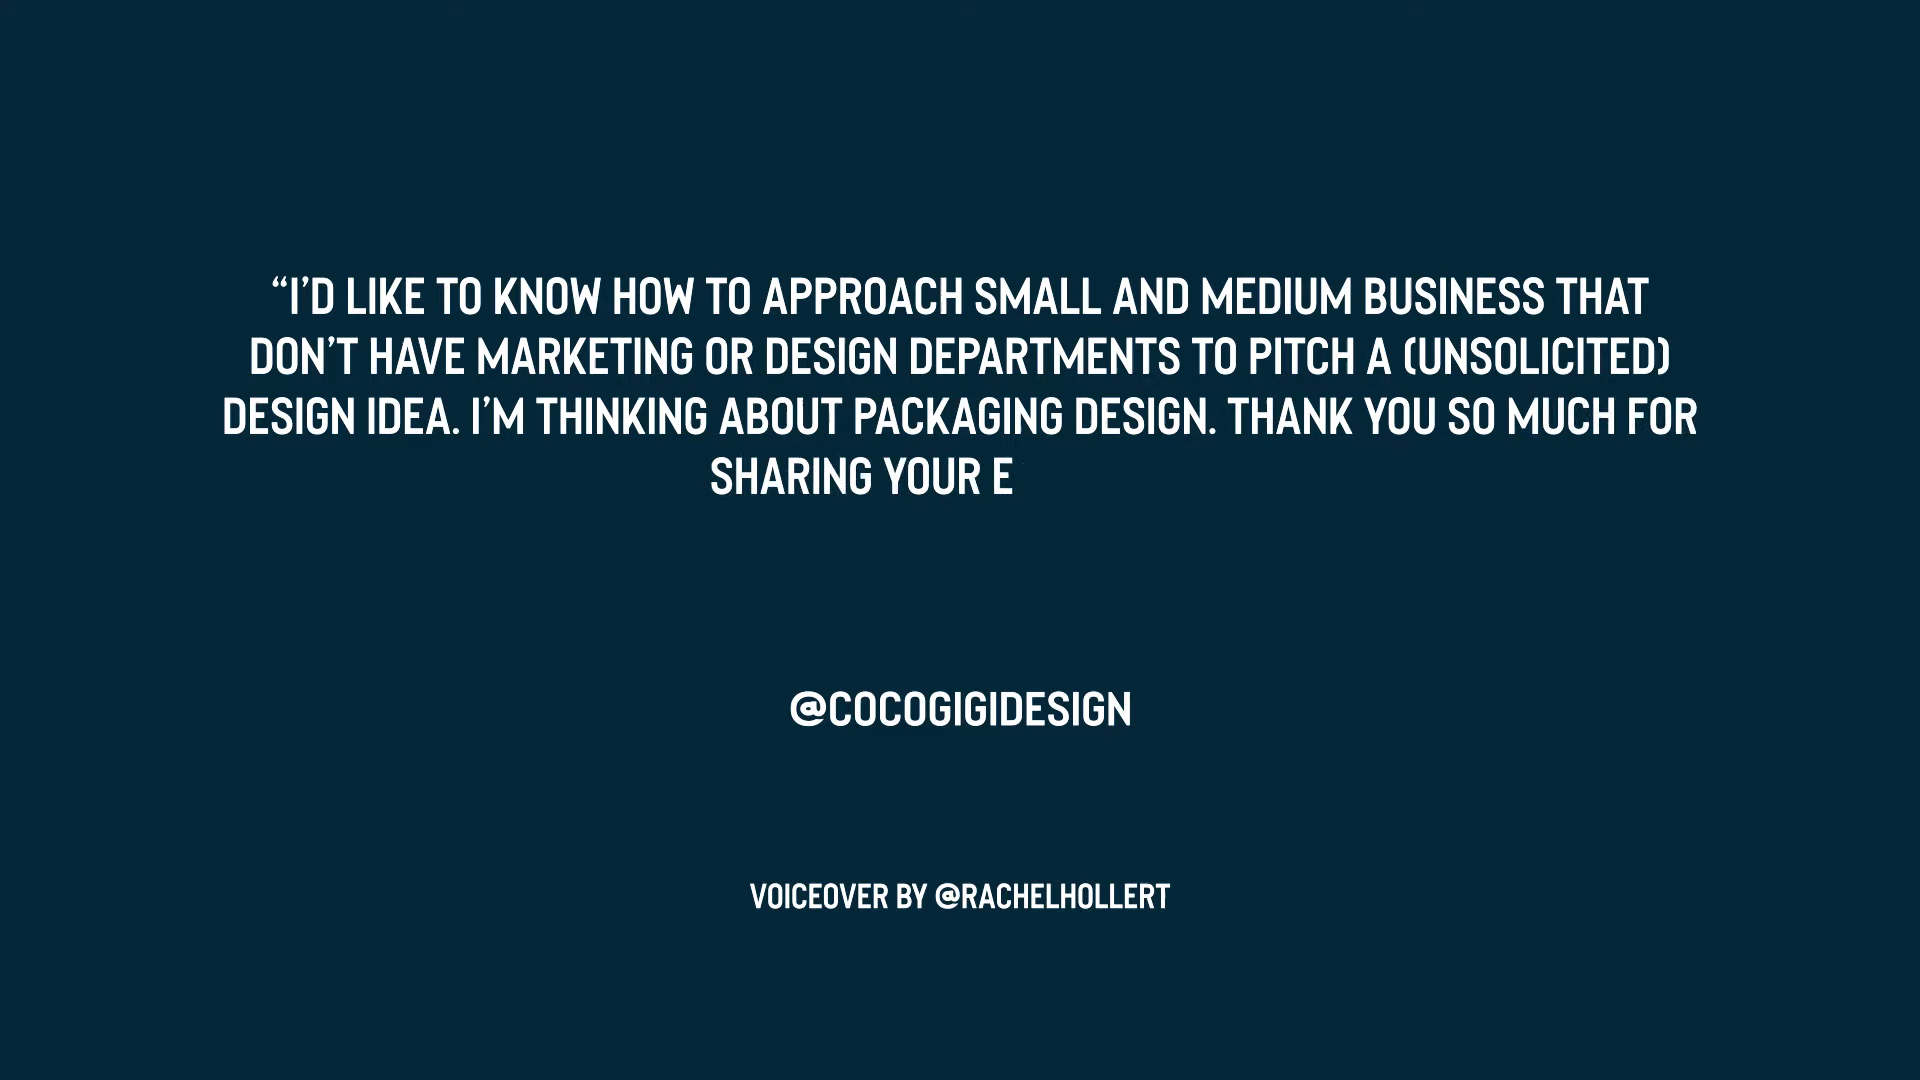 “I’D LIKE TO KNOW HOW TO APPROACH SMALL AND MEDIUM BUSINESS THAT
DON’T HAVE MARKETING OR DESIGN DEPARTMENTS TO PITCH A (UNSOLICITED)
DESIGN IDEA. I’M THINKING ABOUT PACKAGING DESIGN. THANK YOU SO MUCH FOR
SHARING YOUR E
@COCOGIGIDESIGN
VOICEOVER BY @RACHELHOLLERT